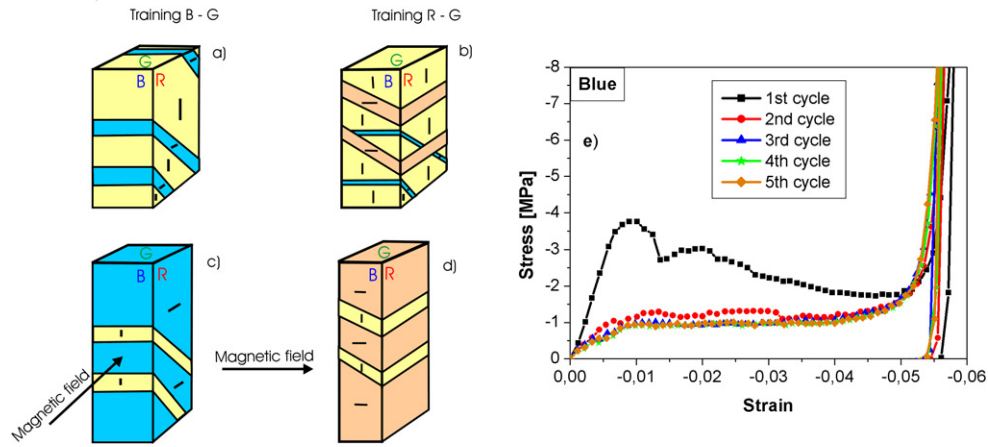 Training B - G
Training R - G
a)
G
B R
b)
G
B R
c)
G
B R
Magnetic field
Magnetic field
d)
G
B R
Blue
e)
1st cycle
2nd cycle
3rd cycle
4th cycle
5th cycle
Stress [MPa]
-8
-7
-6
-5
-4
-3
-2
-1
0
0,00 -0,01 -0,02 -0,03 -0,04 -0,05 -0,06
Strain